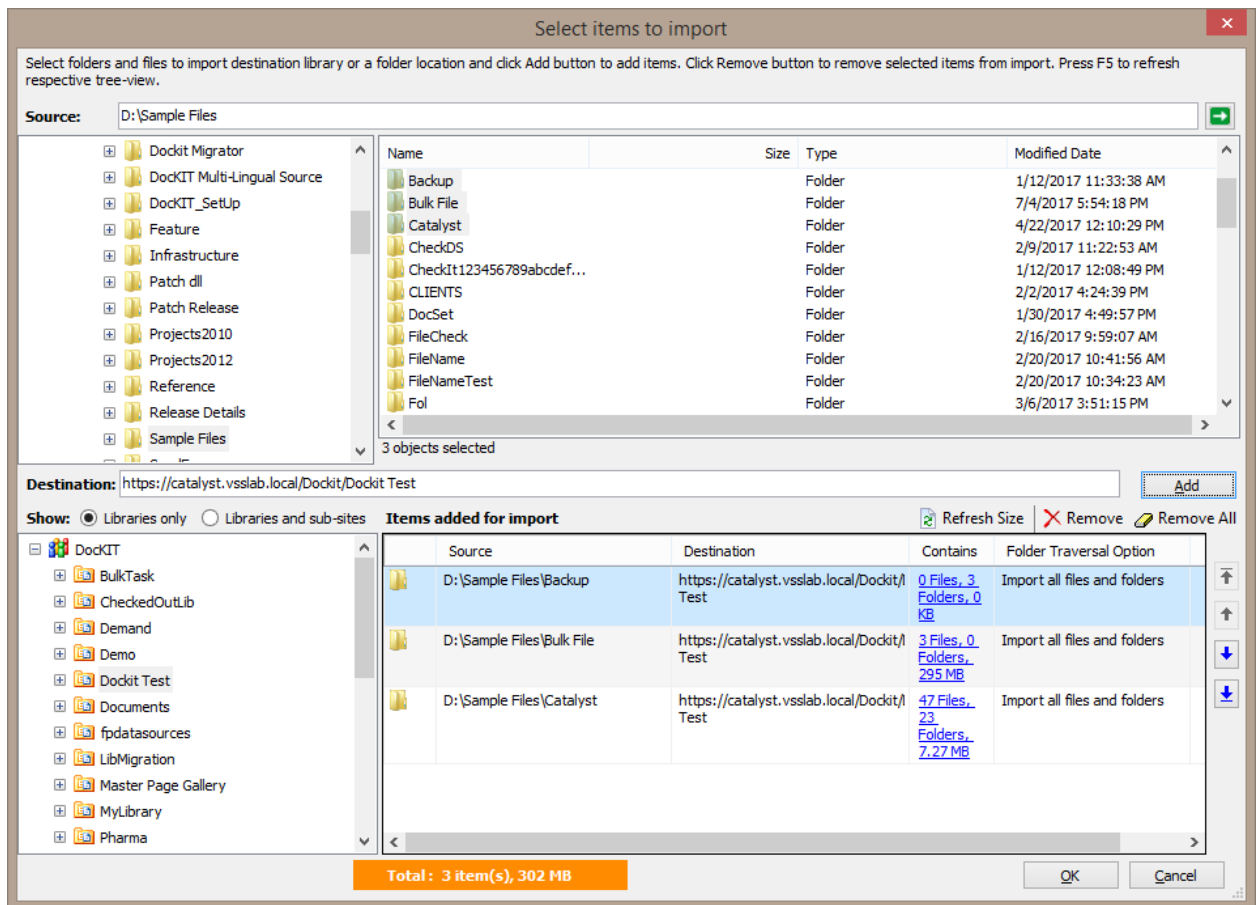 Select items to import
Select folders and files to import destination library or a folder location and click Add button to add items. Click Remove button to remove selected items from import. Press F5 to refresh
respective tree-view.
Source: D:\Sample Files
Dockit Migrator
DocKIT Multi-Lingual Source
DocKIT_SetUp
Feature
Infrastructure
Patch dll
Patch Release
Projects2010
Projects2012
Reference
Release Details
Sample Files
Name Size Type Modified Date
Backup Folder 1/12/2017 11:33:38 AM
Bulk File Folder 7/4/2017 5:54:18 PM
Catalyst Folder 4/22/2017 12:10:29 PM
CheckDS Folder 2/9/2017 11:22:53 AM
CheckIt123456789abcdef... Folder 1/12/2017 12:08:49 PM
CLIENTS Folder 2/2/2017 4:24:39 PM
DocSet Folder 1/30/2017 4:49:57 PM
FileCheck Folder 2/16/2017 9:59:07 AM
FileName Folder 2/20/2017 10:41:56 AM
FileNameTest Folder 2/20/2017 10:34:23 AM
Fol Folder 3/6/2017 3:51:15 PM
3 objects selected
Destination: https://catalyst.vsslab.local/Dockit/Dockit Test Add
Show: Libraries only Libraries and sub-sites Items added for import Refresh Size Remove Remove All
DocKIT
BulkTask
CheckedOutLib
Demand
Demo
Dockit Test
Documents
fpdatasources
LibMigration
Master Page Gallery
MyLibrary
Pharma
Source Destination Contains Folder Traversal Option
D:\Sample Files\Backup https://catalyst.vsslab.local/Dockit/ 0 Files, 3 Import all files and folders
Test Folders, 0
KB
D:\Sample Files\Bulk File https://catalyst.vsslab.local/Dockit/ 3 Files, 0 Import all files and folders
Test Folders,
295 MB
D:\Sample Files\Catalyst https://catalyst.vsslab.local/Dockit/ 47 Files, Import all files and folders
Test 23
Folders,
7.27 MB
Total : 3 item(s), 302 MB
OK Cancel